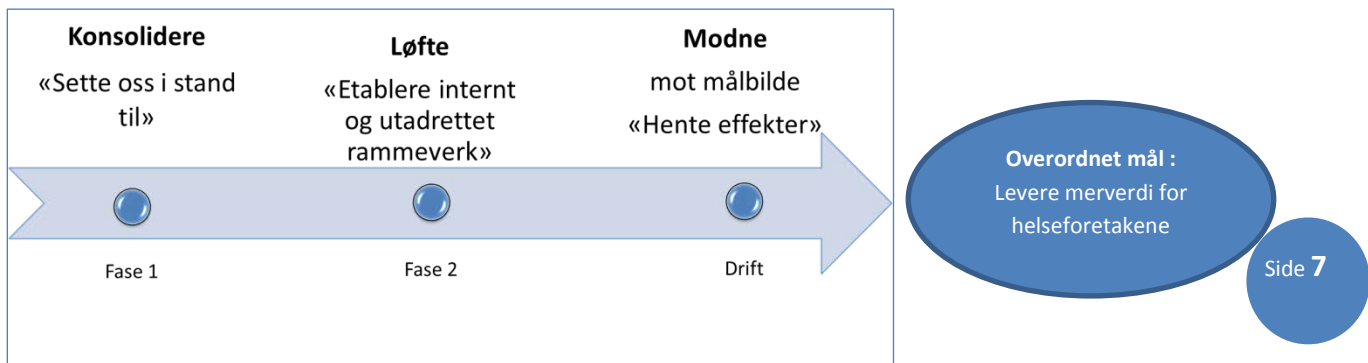 Konsolidere
«Sette oss i stand
til»
Fase 1
Løfte
«Etablere internt
og utadrettet
rammeverk»
Fase 2
Modne
mot målbilde
«Hente effekter»
Drift
Overordnet mål :
Levere merverdi for
helseforetakene
Side 7